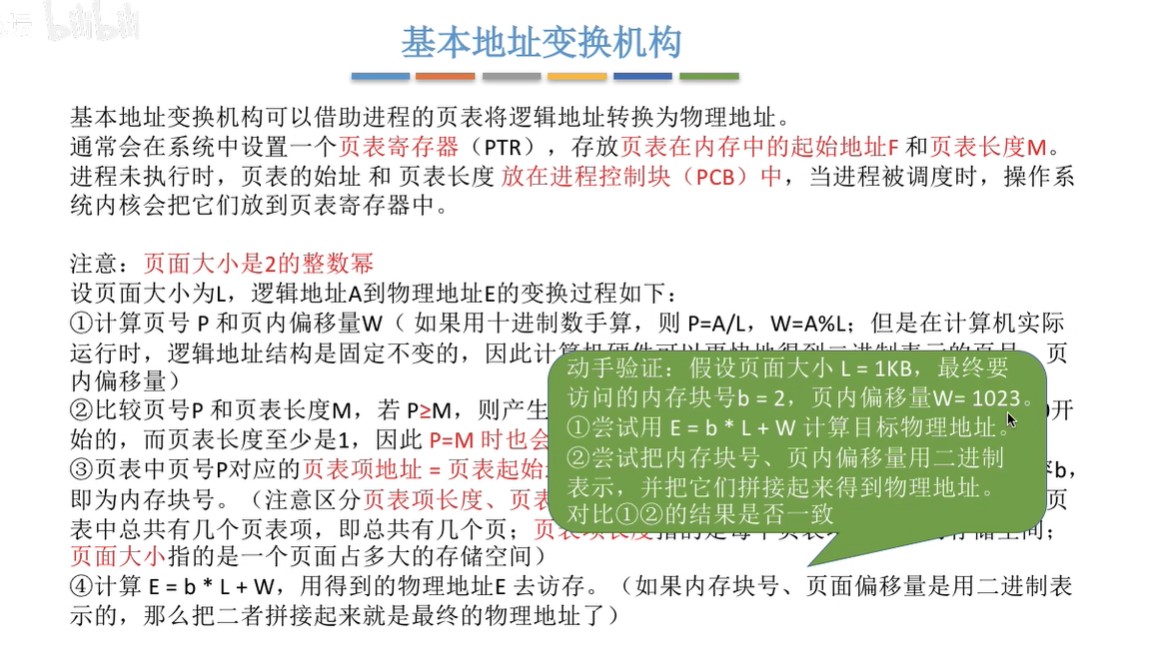 bilibili
基本地址变换机构
基本地址变换机构可以借助进程的页表将逻辑地址转换为物理地址。
通常会在系统中设置一个页表寄存器（PTR），存放页表在内存中的起始地址F 和页表长度M。
进程未执行时，页表的始址 和 页表长度 放在进程控制块（PCB）中，当进程被调度时，操作系
统内核会把它们放到页表寄存器中。
注意：页面大小是2的整数幂
设页面大小为L，逻辑地址A到物理地址E的变换过程如下：
①计算页号 P 和页内偏移量W（ 如果用十进制数手算，则 P=A/L，W=A%L；但是在计算机实际
运行时，逻辑地址结构是固定不变的，因此计算机硬件可以更快地得到二进制表示的页号、页
内偏移量）
②比较页号P 和页表长度M，若 P≥M，则产生
开
始的，而页表长度至少是1，因此 P=M 时也会
③页表中页号P对应的页表项地址 = 页表起始
b，
即为内存块号。（注意区分页表项长度、页表
页
表中总共有几个页表项，即总共有几个页；页表项长度指的是每个页表项占多大的存储空间；
页面大小指的是一个页面占多大的存储空间）
④计算 E = b * L + W，用得到的物理地址E 去访存。（如果内存块号、页面偏移量是用二进制表
示的，那么把二者拼接起来就是最终的物理地址了）
动手验证：假设页面大小 L = 1KB，最终要
访问的内存块号b = 2，页内偏移量W= 1023。
①尝试用 E = b * L + W 计算目标物理地址。
②尝试把内存块号、页内偏移量用二进制
表示，并把它们拼接起来得到物理地址。
对比①②的结果是否一致